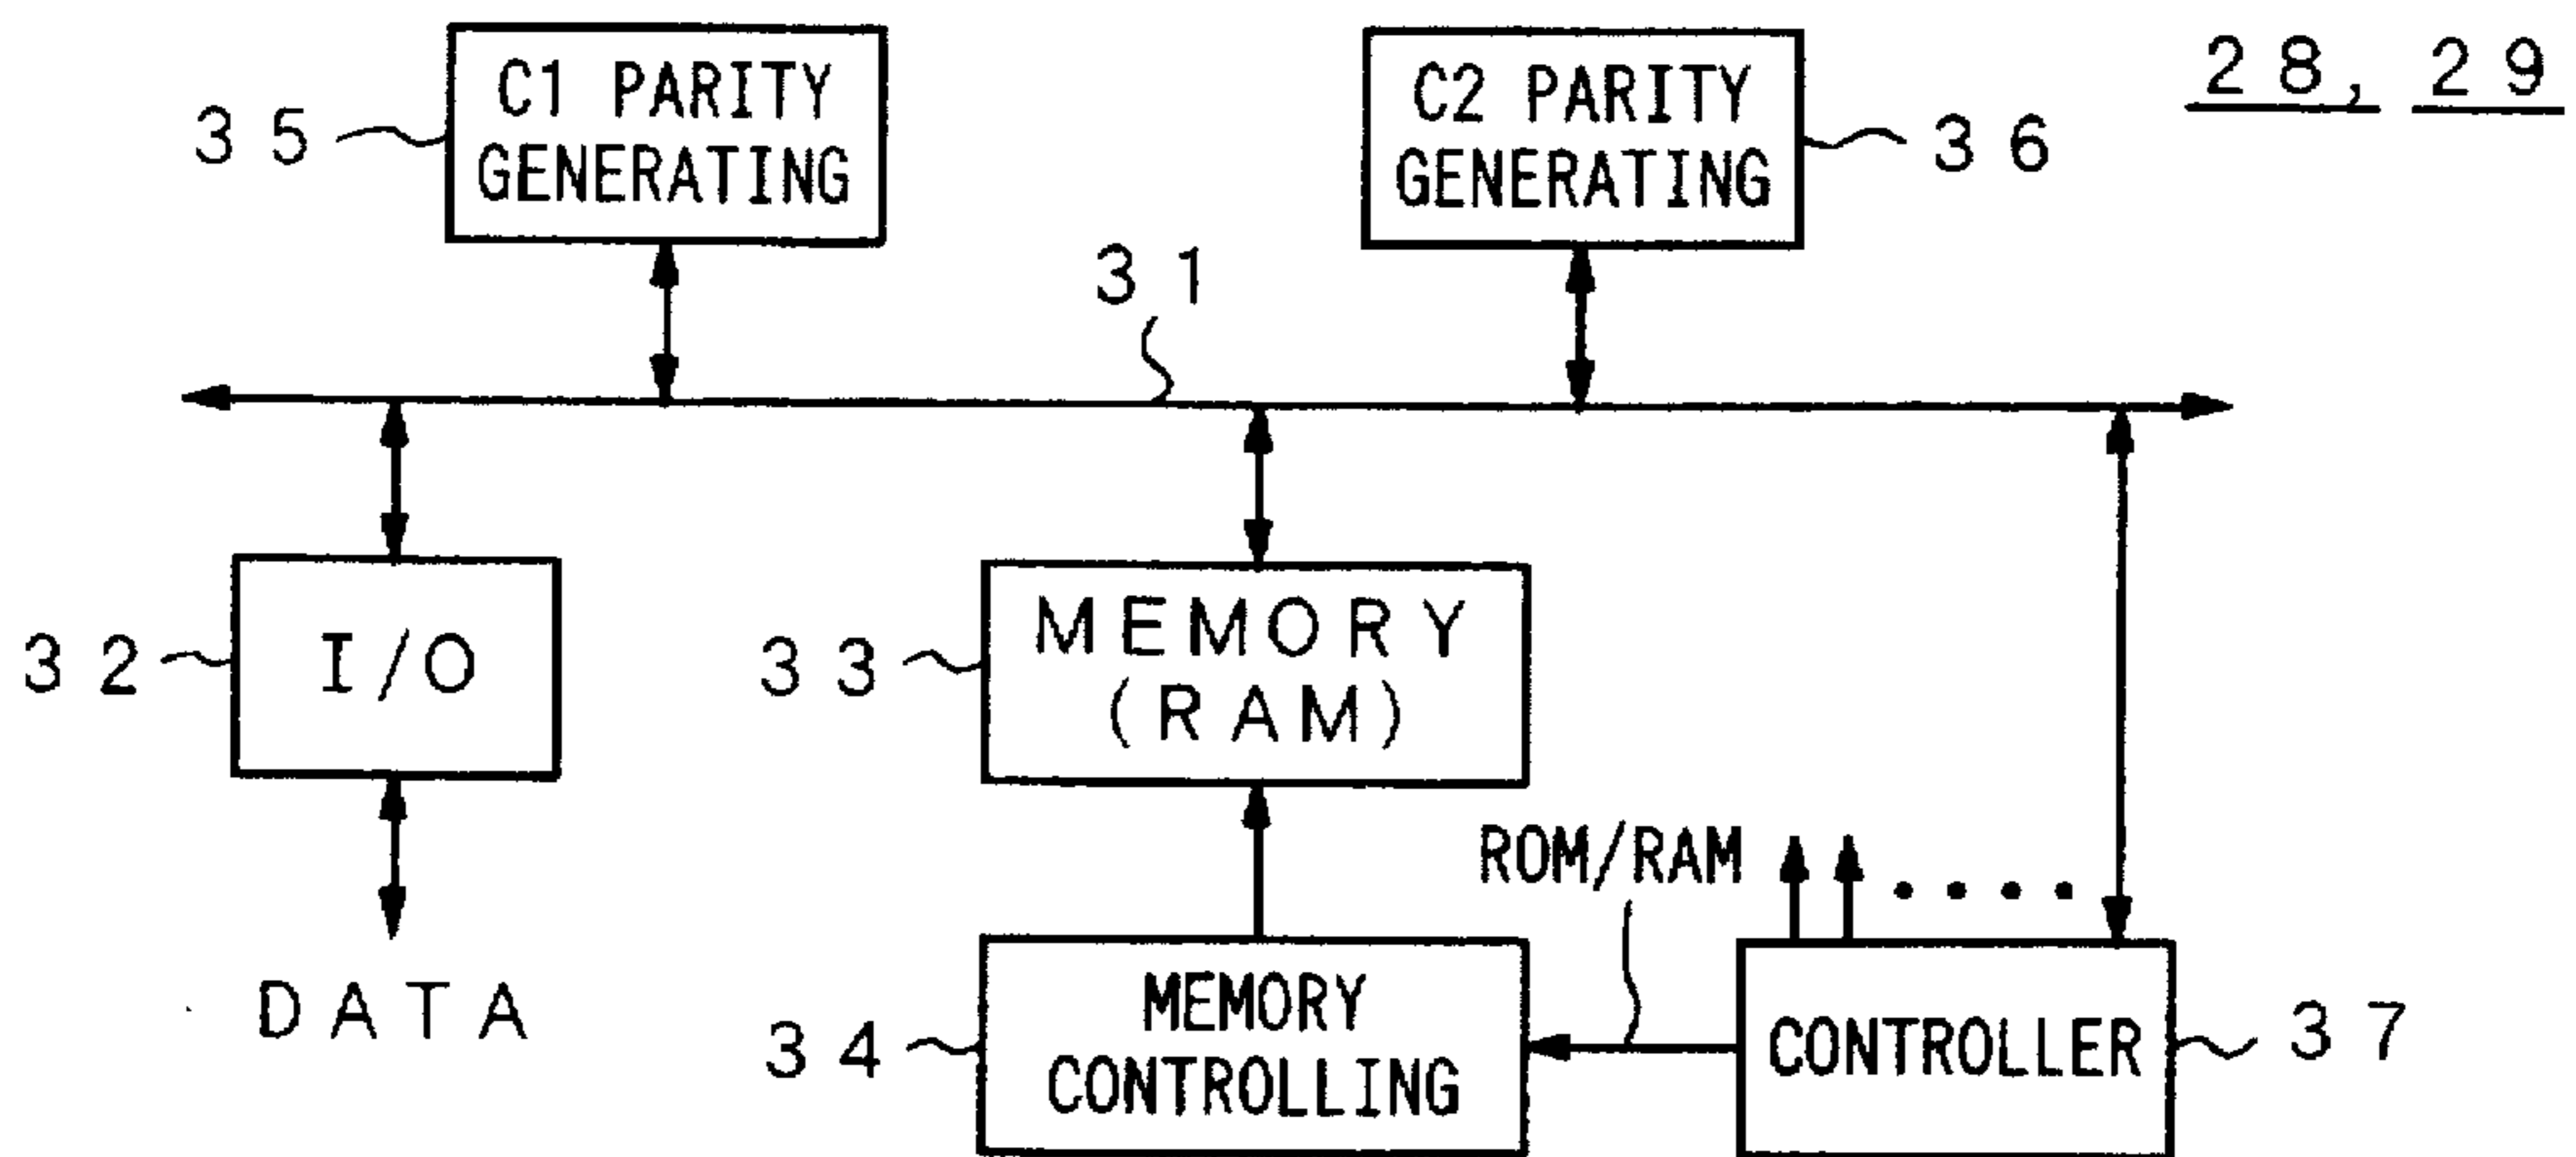 28, 29
35
C1 PARITY
GENERATING
C2 PARITY
GENERATING
36
31
32
I/O
33
MEMORY
(RAM)
ROM/RAM
DATA
34
MEMORY
CONTROLLING
CONTROLLER
37